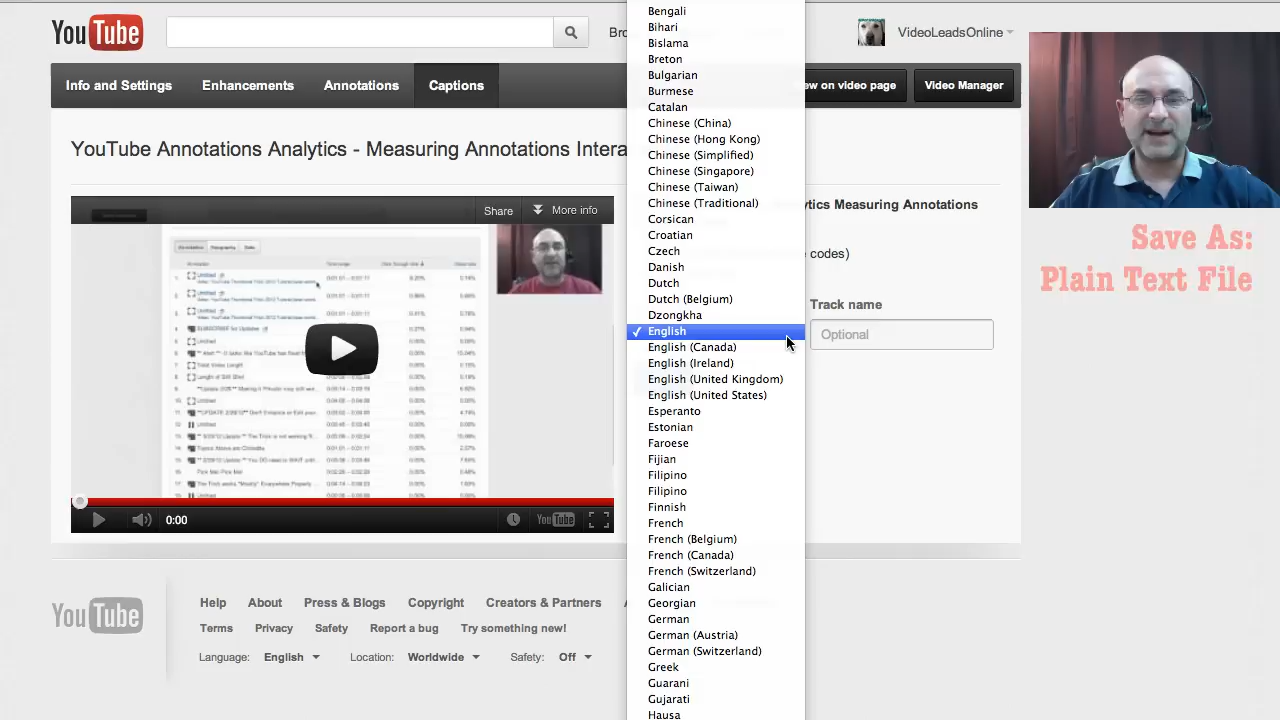 YouTube
Bro
VideoLeadsOnline
Info and Settings
Enhancements
Annotations
Captions
ew on video page
Video Manager
YouTube Annotations Analytics - Measuring Annotations Intera
Share
More info
0:00
YouTube
Bengali
Bihari
Bislama
Breton
Bulgarian
Burmese
Catalan
Chinese (China)
Chinese (Hong Kong)
Chinese (Simplified)
Chinese (Singapore)
Chinese (Taiwan)
Chinese (Traditional)
Corsican
Croatian
Czech
Danish
Dutch
Dutch (Belgium)
Dzongkha
✓ English
English (Canada)
English (Ireland)
English (United Kingdom)
English (United States)
Esperanto
Estonian
Faroese
Fijian
Filipino
Filipino
Finnish
French
French (Belgium)
French (Canada)
French (Switzerland)
Galician
Georgian
German
German (Austria)
German (Switzerland)
Greek
Guarani
Gujarati
Hausa
ytics Measuring Annotations
e codes)
Track name
Optional
Save As:
Plain Text File
YouTube
Help
About
Press & Blogs
Copyright
Creators & Partners
Terms
Privacy
Safety
Report a bug
Try something new!
Language: English
Location: Worldwide
Safety: Off